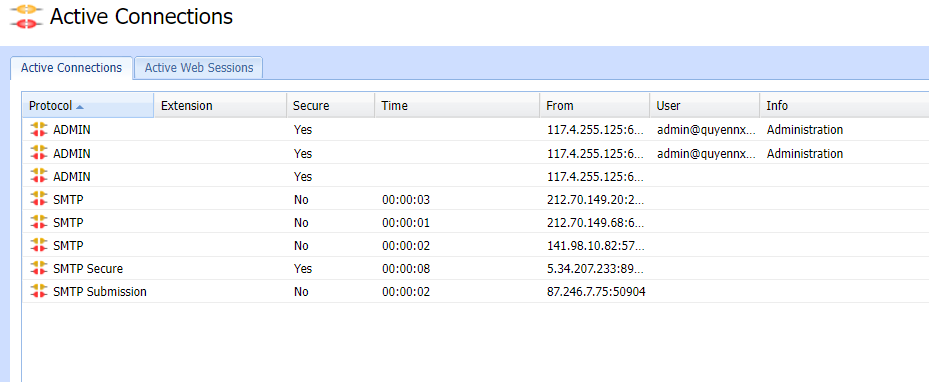 Active Connections
Active Connections Active Web Sessions
Protocol Extension Secure Time From User Info
ADMIN Yes 117.4.255.125:6... admin@quyennx... Administration
ADMIN Yes 117.4.255.125:6... admin@quyennx... Administration
ADMIN Yes 117.4.255.125:6...
SMTP No 00:00:03 212.70.149.20:2...
SMTP No 00:00:01 212.70.149.68:6...
SMTP No 00:00:02 141.98.10.82:57...
SMTP Secure Yes 00:00:08 5.34.207.233:89...
SMTP Submission No 00:00:02 87.246.7.75:50904